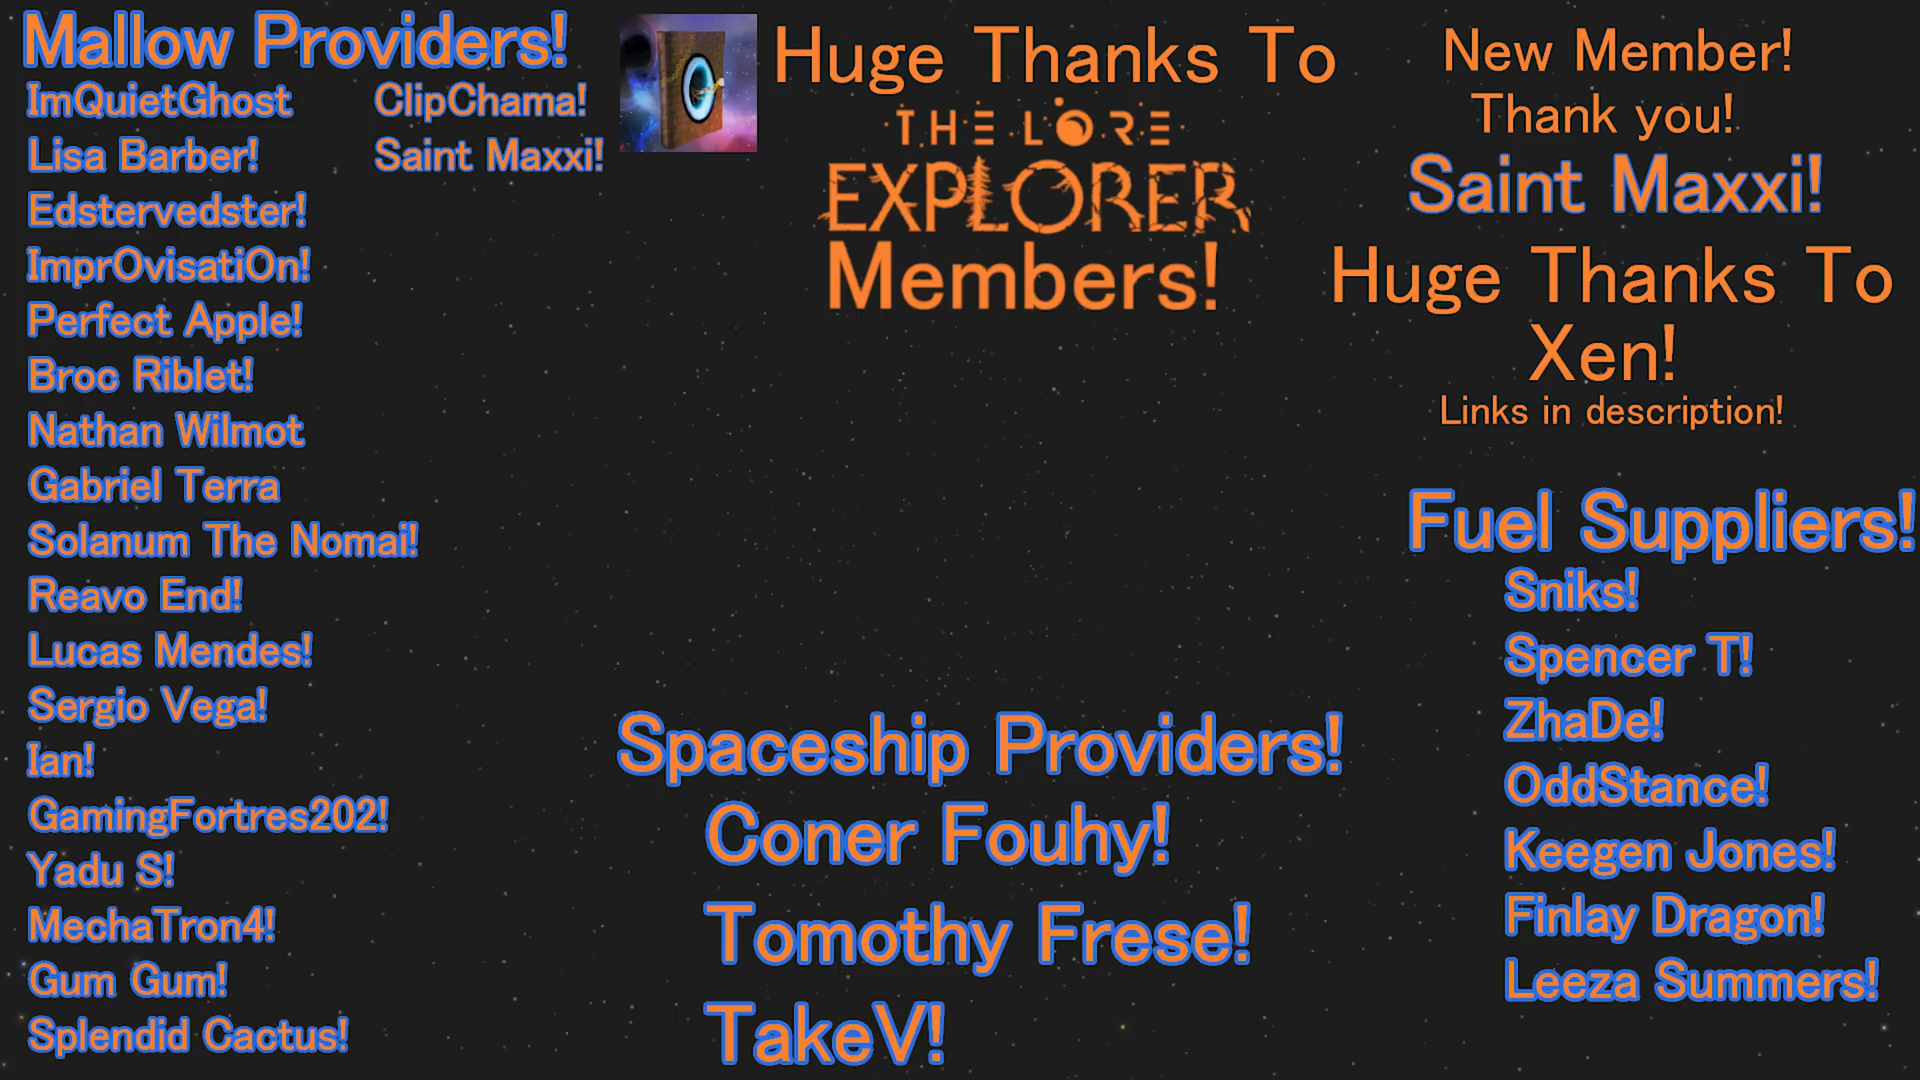 Mallow Providers!
ImQuietGhost
Lisa Barber!
Edstervedster!
ImprOvisatiOn!
Perfect Apple!
Broc Riblet!
Nathan Wilmot
Gabriel Terra
Solanum The Nomai!
Reavo End!
Lucas Mendes!
Sergio Vega!
Ian!
GamingFortres202!
Yadu S!
MechaTron4!
Gum Gum!
Splendid Cactus!
ClipChama!
Saint Maxxi!
Huge Thanks To
THE LORE
EXPLORER
Members!
Spaceship Providers!
Coner Fouhy!
Tomothy Frese!
TakeV!
New Member!
Thank you!
Saint Maxxi!
Huge Thanks To
Xen!
Links in description!
Fuel Suppliers!
Sniks!
Spencer T!
ZhaDe!
OddStance!
Keegen Jones!
Finlay Dragon!
Leeza Summers!